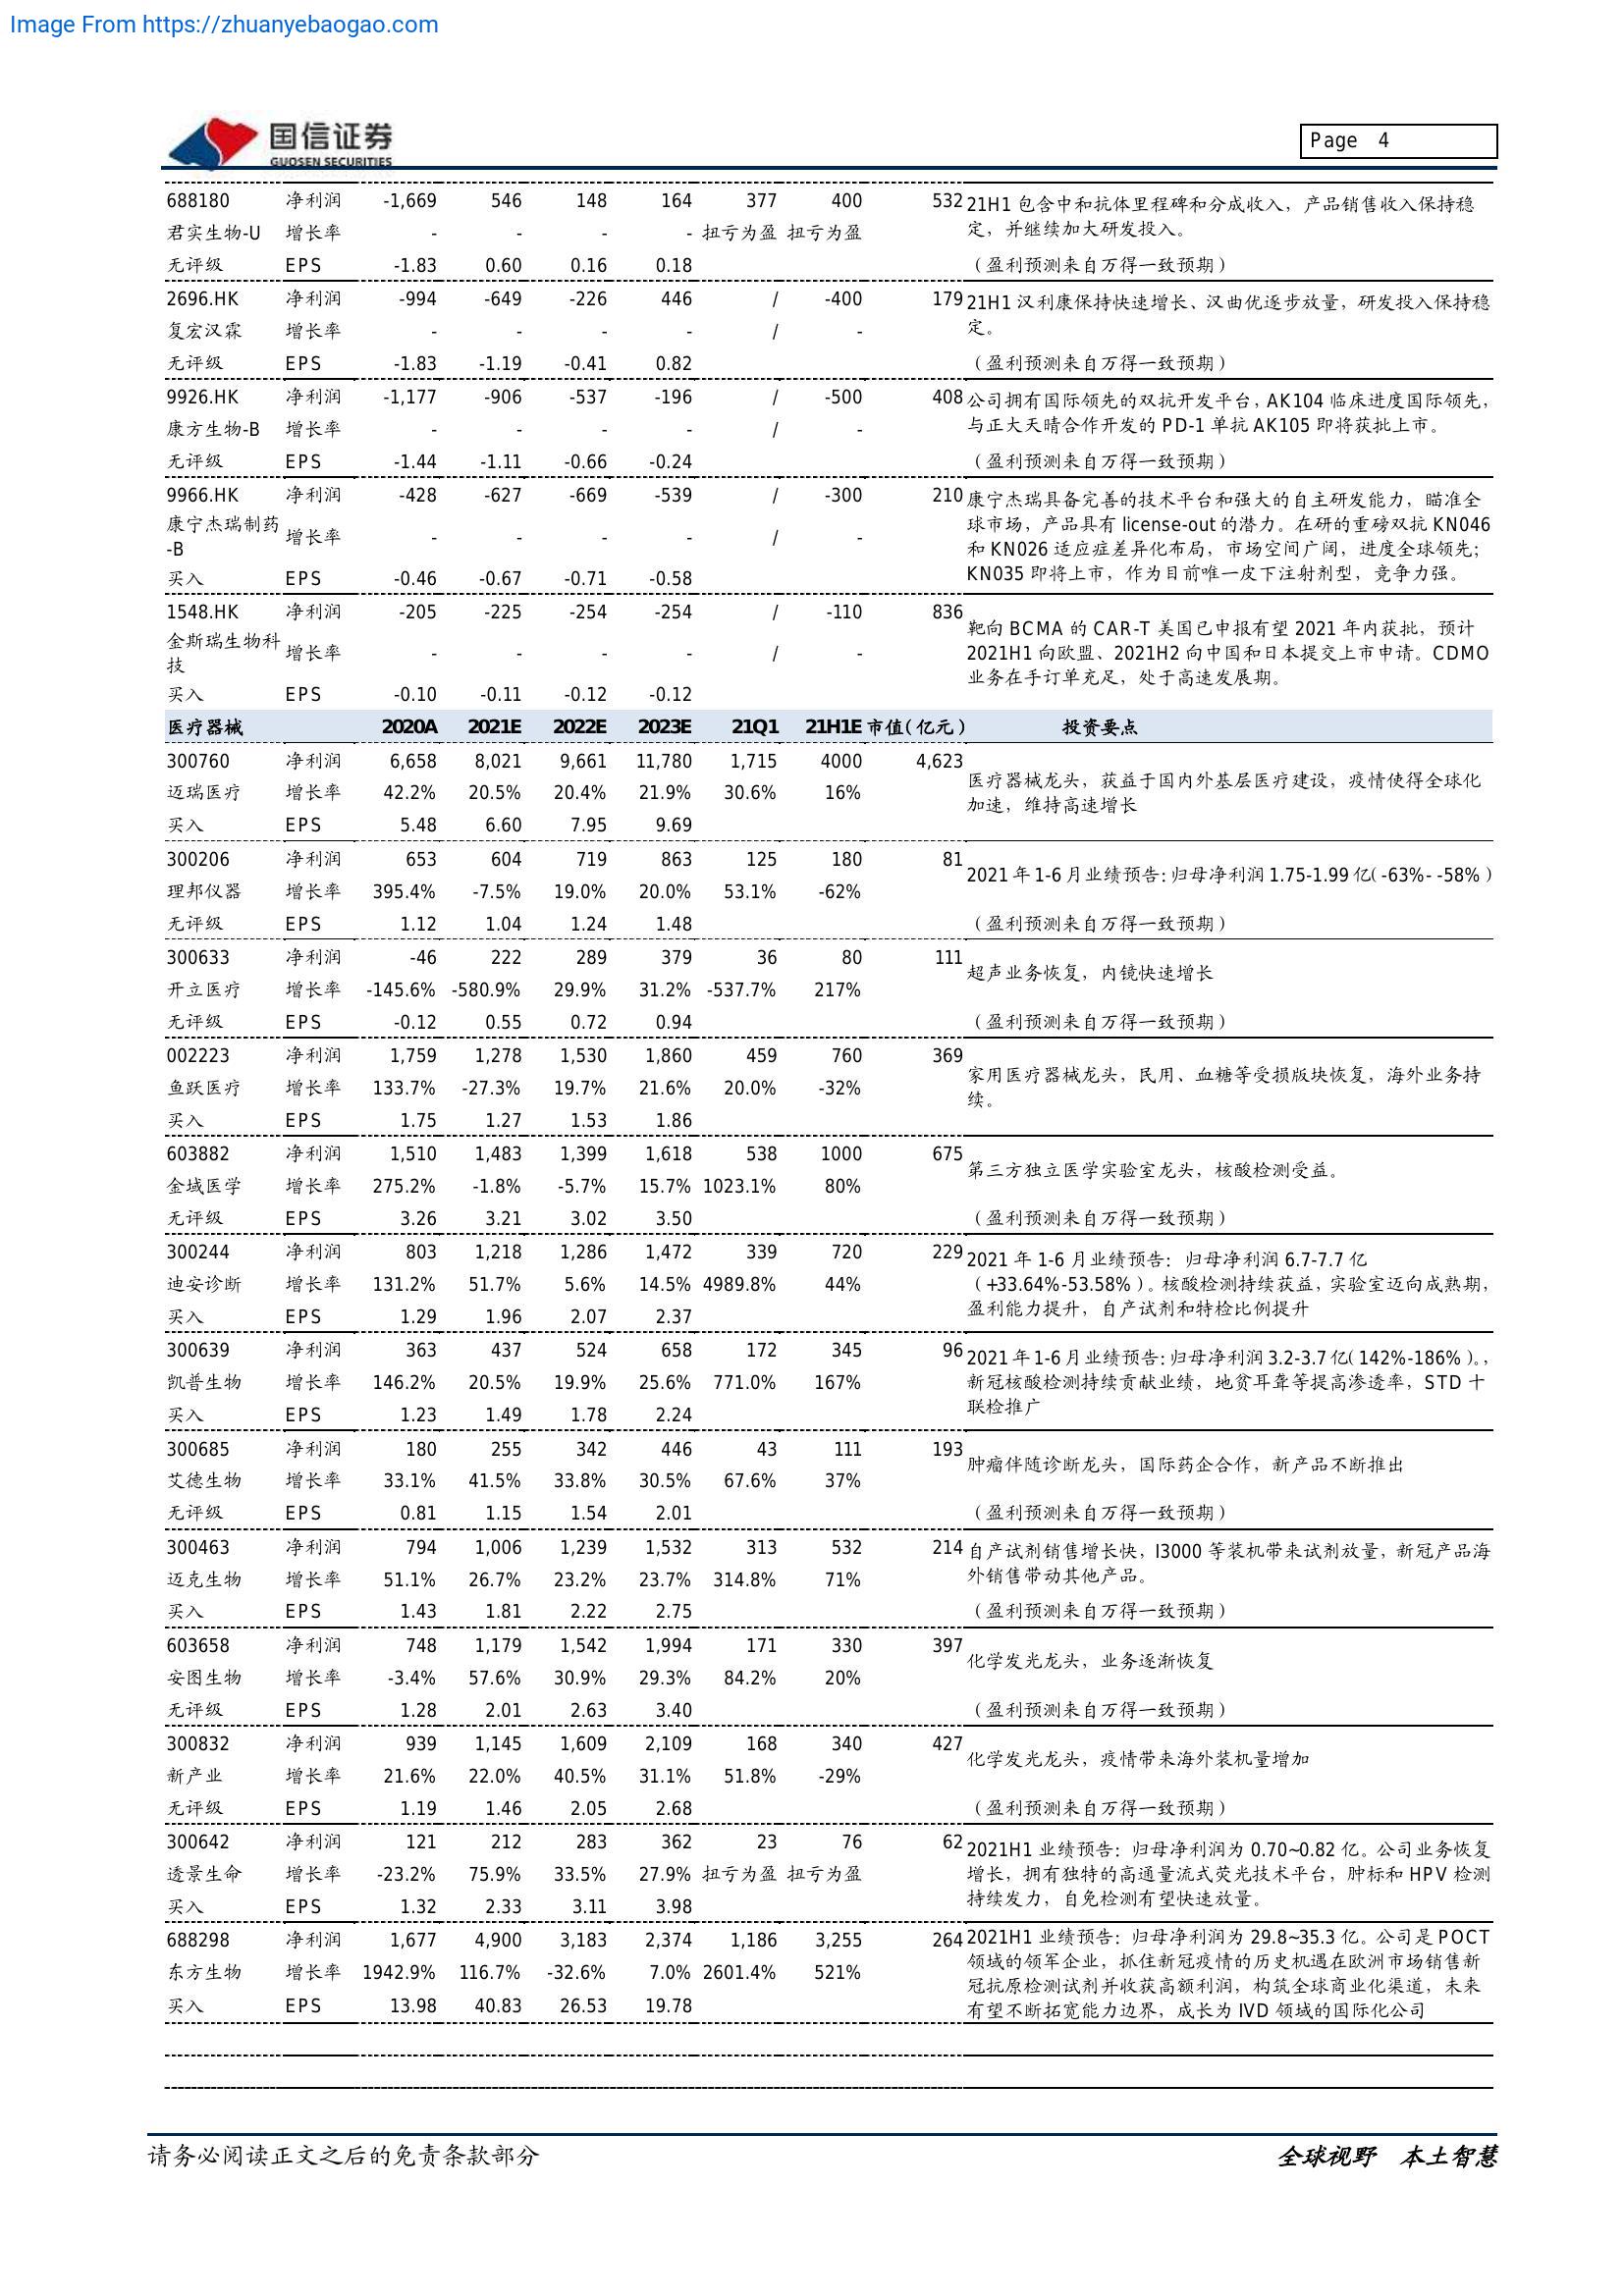 Image From https://zhuanyebaogao.com
国信证券
GUOSEN SECURITIES
Page 4
688180 净利润 -1,669 546 148 164 377 400 532 21H1 包含中和抗体里程碑和分成收入，产品销售收入保持稳
君实生物-U 增长率 - - - - 扭亏为盈 扭亏为盈 定，并继续加大研发投入。
无评级 EPS -1.83 0.60 0.16 0.18 （盈利预测来自万得一致预期）
2696.HK 净利润 -994 -649 -226 446 / -400 179 21H1 汉利康保持快速增长、汉曲优逐步放量，研发投入保持稳
复宏汉霖 增长率 - - - - / - 定。
无评级 EPS -1.83 -1.19 -0.41 0.82 （盈利预测来自万得一致预期）
9926.HK 净利润 -1,177 -906 -537 -196 / -500 408 公司拥有国际领先的双抗开发平台，AK104 临床进度国际领先，
康方生物-B 增长率 - - - - / - 与正大天晴合作开发的 PD-1 单抗 AK105 即将获批上市。
无评级 EPS -1.44 -1.11 -0.66 -0.24 （盈利预测来自万得一致预期）
9966.HK 净利润 -428 -627 -669 -539 / -300 210 康宁杰瑞具备完善的技术平台和强大的自主研发能力，瞄准全
康宁杰瑞制药 球市场，产品具有 license-out 的潜力。在研的重磅双抗 KN046
-B 增长率 - - - - / - 和 KN026 适应症差异化布局，市场空间广阔，进度全球领先；
买入 EPS -0.46 -0.67 -0.71 -0.58 KN035 即将上市，作为目前唯一皮下注射剂型，竞争力强。
1548.HK 净利润 -205 -225 -254 -254 / -110 836
靶向 BCMA 的 CAR-T 美国已申报有望 2021 年内获批，预计
金斯瑞生物科
技 增长率 - - - - / - 2021H1 向欧盟、2021H2 向中国和日本提交上市申请。CDMO
买入 EPS -0.10 -0.11 -0.12 -0.12 业务在手订单充足，处于高速发展期。
医疗器械 2020A 2021E 2022E 2023E 21Q1 21H1E 市值(亿元) 投资要点
300760 净利润 6,658 8,021 9,661 11,780 1,715 4000 4,623
医疗器械龙头，获益于国内外基层医疗建设，疫情使得全球化
迈瑞医疗 增长率 42.2% 20.5% 20.4% 21.9% 30.6% 16% 加速，维持高速增长
买入 EPS 5.48 6.60 7.95 9.69
300206 净利润 653 604 719 863 125 180 81
2021 年 1-6 月业绩预告：归母净利润 1.75-1.99 亿（-63%- -58%）
理邦仪器 增长率 395.4% -7.5% 19.0% 20.0% 53.1% -62%
无评级 EPS 1.12 1.04 1.24 1.48 （盈利预测来自万得一致预期）
300633 净利润 -46 222 289 379 36 80 111
超声业务恢复，内镜快速增长
开立医疗 增长率 -145.6% -580.9% 29.9% 31.2% -537.7% 217%
无评级 EPS -0.12 0.55 0.72 0.94 （盈利预测来自万得一致预期）
002223 净利润 1,759 1,278 1,530 1,860 459 760 369
家用医疗器械龙头，民用、血糖等受损版块恢复，海外业务持
鱼跃医疗 增长率 133.7% -27.3% 19.7% 21.6% 20.0% -32% 续。
买入 EPS 1.75 1.27 1.53 1.86
603882 净利润 1,510 1,483 1,399 1,618 538 1000 675
第三方独立医学实验室龙头，核酸检测受益。
金域医学 增长率 275.2% -1.8% -5.7% 15.7% 1023.1% 80%
无评级 EPS 3.26 3.21 3.02 3.50 （盈利预测来自万得一致预期）
300244 净利润 803 1,218 1,286 1,472 339 720 229 2021 年 1-6 月业绩预告：归母净利润 6.7-7.7 亿
迪安诊断 增长率 131.2% 51.7% 5.6% 14.5% 4989.8% 44% （+33.64%-53.58%）。核酸检测持续获益，实验室迈向成熟期，
买入 EPS 1.29 1.96 2.07 2.37 盈利能力提升，自产试剂和特检比例提升
300639 净利润 363 437 524 658 172 345 96 2021 年 1-6 月业绩预告：归母净利润 3.2-3.7 亿（142%-186%）。，
凯普生物 增长率 146.2% 20.5% 19.9% 25.6% 771.0% 167% 新冠核酸检测持续贡献业绩，地贫耳聋等提高渗透率，STD 十
买入 EPS 1.23 1.49 1.78 2.24 联检推广
300685 净利润 180 255 342 446 43 111 193
肿瘤伴随诊断龙头，国际药企合作，新产品不断推出
艾德生物 增长率 33.1% 41.5% 33.8% 30.5% 67.6% 37%
无评级 EPS 0.81 1.15 1.54 2.01 （盈利预测来自万得一致预期）
300463 净利润 794 1,006 1,239 1,532 313 532 214 自产试剂销售增长快，I3000 等装机带来试剂放量，新冠产品海
迈克生物 增长率 51.1% 26.7% 23.2% 23.7% 314.8% 71% 外销售带动其他产品。
买入 EPS 1.43 1.81 2.22 2.75 （盈利预测来自万得一致预期）
603658 净利润 748 1,179 1,542 1,994 171 330 397
化学发光龙头，业务逐渐恢复
安图生物 增长率 -3.4% 57.6% 30.9% 29.3% 84.2% 20%
无评级 EPS 1.28 2.01 2.63 3.40 （盈利预测来自万得一致预期）
300832 净利润 939 1,145 1,609 2,109 168 340 427
化学发光龙头，疫情带来海外装机量增加
新产业 增长率 21.6% 22.0% 40.5% 31.1% 51.8% -29%
无评级 EPS 1.19 1.46 2.05 2.68 （盈利预测来自万得一致预期）
300642 净利润 121 212 283 362 23 76 62 2021H1 业绩预告：归母净利润为 0.70~0.82 亿。公司业务恢复
透景生命 增长率 -23.2% 75.9% 33.5% 27.9% 扭亏为盈 扭亏为盈 增长，拥有独特的高通量流式荧光技术平台，肿标和 HPV 检测
买入 EPS 1.32 2.33 3.11 3.98 持续发力，自免检测有望快速放量。
688298 净利润 1,677 4,900 3,183 2,374 1,186 3,255 264 2021H1 业绩预告：归母净利润为 29.8~35.3 亿。公司是 POCT
领域的领军企业，抓住新冠疫情的历史机遇在欧洲市场销售新
东方生物 增长率 1942.9% 116.7% -32.6% 7.0% 2601.4% 521% 冠抗原检测试剂并收获高额利润，构筑全球商业化渠道，未来
买入 EPS 13.98 40.83 26.53 19.78 有望不断拓宽能力边界，成长为 IVD 领域的国际化公司
请务必阅读正文之后的免责条款部分 全球视野 本土智慧